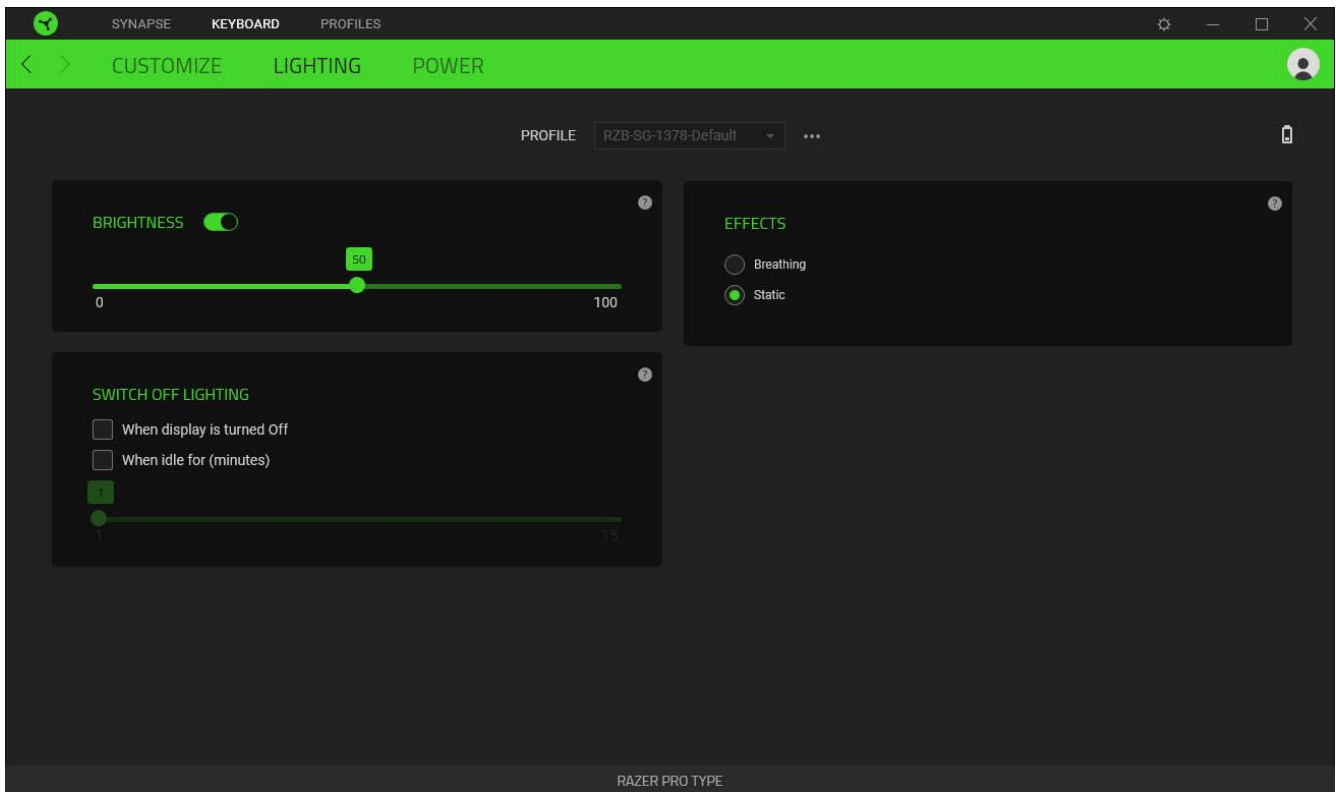 SYNAPSE KEYBOARD PROFILES
CUSTOMIZE LIGHTING POWER
PROFILE RZB-SG-1378-Default
BRIGHTNESS
50
0 100
EFFECTS
Breathing
Static
SWITCH OFF LIGHTING
When display is turned Off
When idle for (minutes)
1
1 15
RAZER PRO TYPE